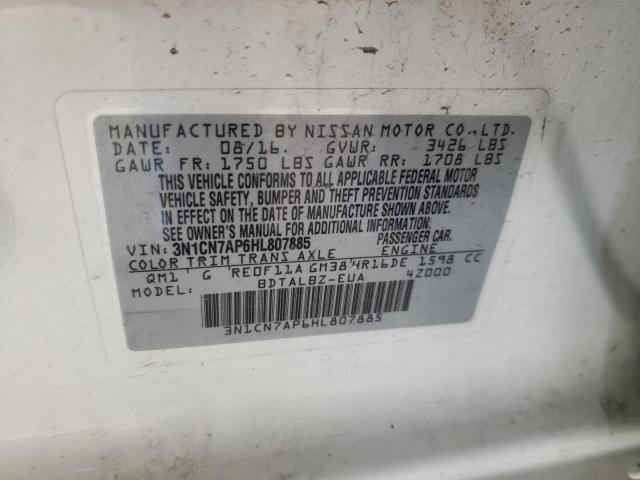 MANUFACTURED BY NISSAN MOTOR CO.,LTD.
DATE: 08/16. GVWR: 3426 LBS
GAWR FR: 1750 LBS GAWR RR: 1708 LBS
THIS VEHICLE CONFORMS TO ALL APPLICABLE FEDERAL MOTOR
VEHICLE SAFETY, BUMPER AND THEFT PREVENTION STANDARDS
IN EFFECT ON THE DATE OF MANUFACTURE SHOWN ABOVE.
SEE OWNER'S MANUAL FOR ADDITIONAL INFORMATION.
VIN: 3N1CN7AP6HL807885 PASSENGER CAR
COLOR TRIM TRANS AXLE ENGINE
QM1 G RE0F11A GM38 HR16DE 1598 CC
MODEL: BDTALBZ-EUA 4Z000
3N1CN7AP6HL807885